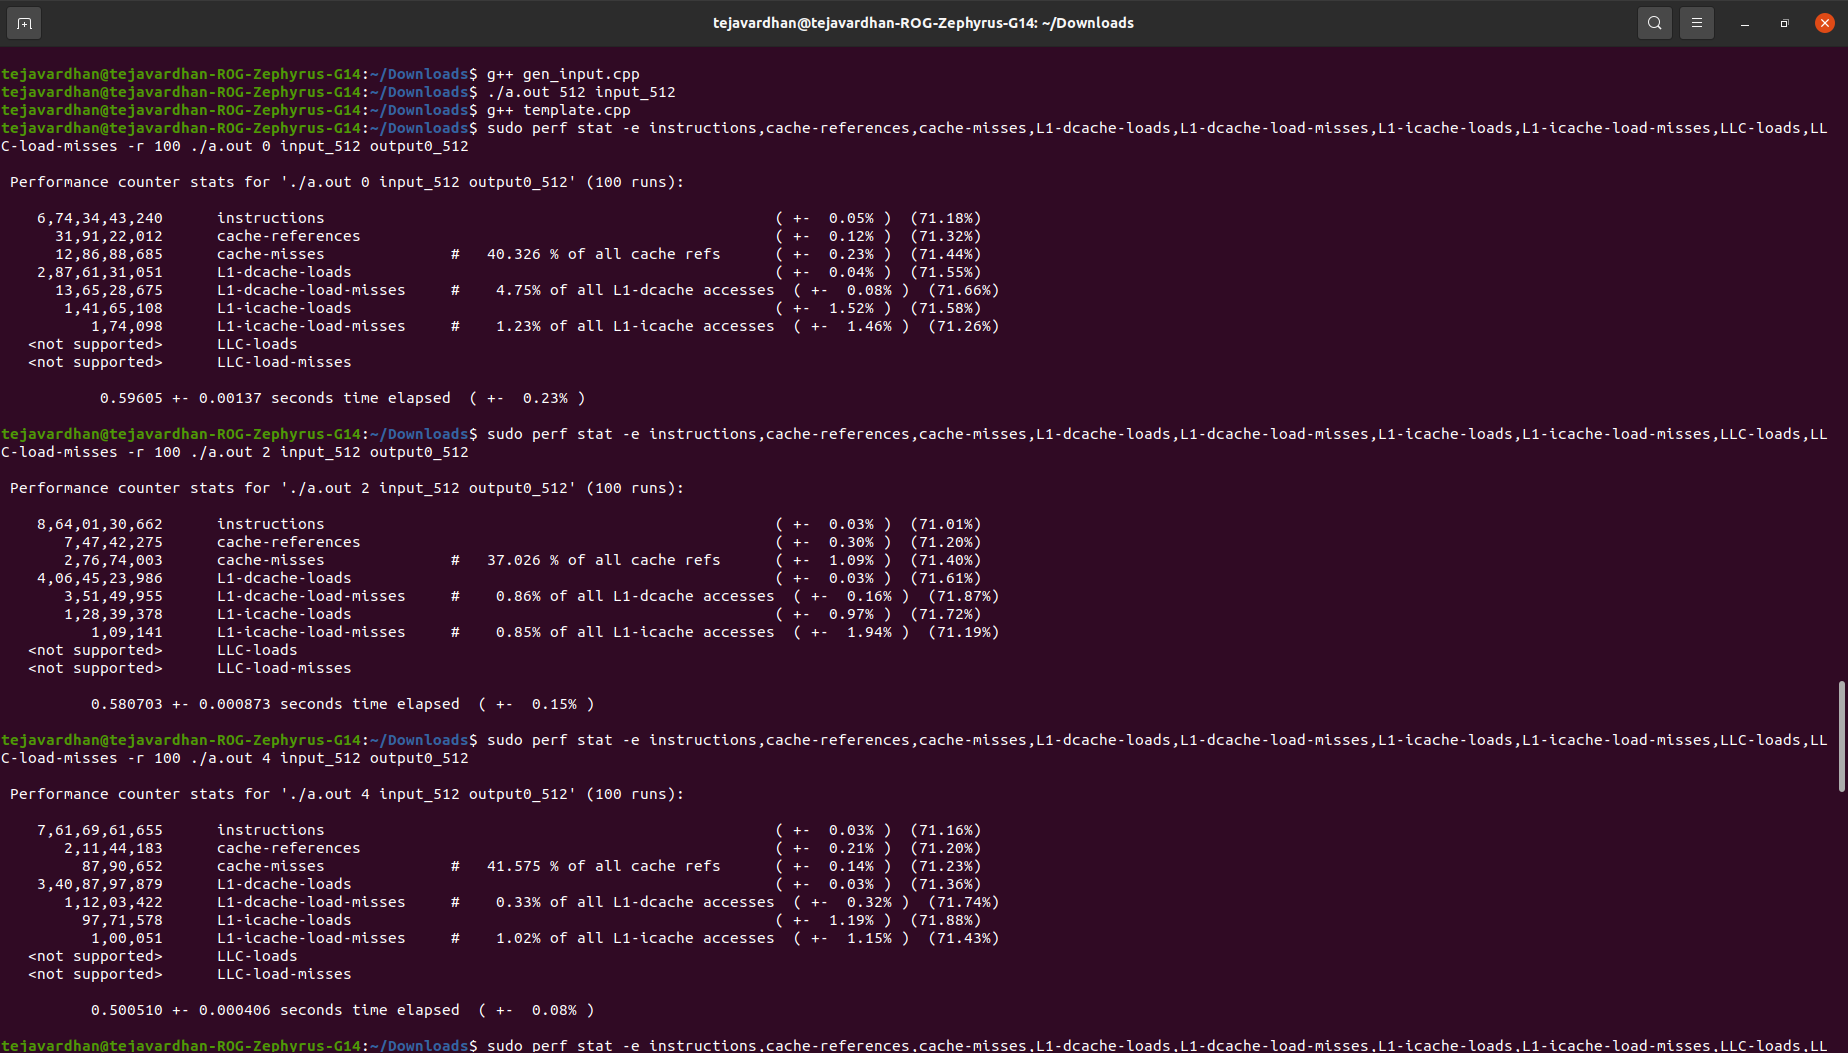 tejavardhan@tejavardhan-ROG-Zephyrus-G14: ~/Downloads
tejavardhan@tejavardhan-ROG-Zephyrus-G14:~/Downloads$ g++ gen_input.cpp
tejavardhan@tejavardhan-ROG-Zephyrus-G14:~/Downloads$ ./a.out 512 input_512
tejavardhan@tejavardhan-ROG-Zephyrus-G14:~/Downloads$ g++ template.cpp
tejavardhan@tejavardhan-ROG-Zephyrus-G14:~/Downloads$ sudo perf stat -e instructions,cache-references,cache-misses,L1-dcache-loads,L1-dcache-load-misses,L1-icache-loads,L1-icache-load-misses,LLC-loads,LL
C-load-misses -r 100 ./a.out 0 input_512 output0_512
Performance counter stats for './a.out 0 input_512 output0_512' (100 runs):
6,74,34,43,240 instructions ( +- 0.05% ) (71.18%)
31,91,22,012 cache-references ( +- 0.12% ) (71.32%)
12,86,88,685 cache-misses # 40.326 % of all cache refs ( +- 0.23% ) (71.44%)
2,87,61,31,051 L1-dcache-loads ( +- 0.04% ) (71.55%)
13,65,28,675 L1-dcache-load-misses # 4.75% of all L1-dcache accesses ( +- 0.08% ) (71.66%)
1,41,65,108 L1-icache-loads ( +- 1.52% ) (71.58%)
1,74,098 L1-icache-load-misses # 1.23% of all L1-icache accesses ( +- 1.46% ) (71.26%)
<not supported> LLC-loads
<not supported> LLC-load-misses
0.59605 +- 0.00137 seconds time elapsed ( +- 0.23% )
tejavardhan@tejavardhan-ROG-Zephyrus-G14:~/Downloads$ sudo perf stat -e instructions,cache-references,cache-misses,L1-dcache-loads,L1-dcache-load-misses,L1-icache-loads,L1-icache-load-misses,LLC-loads,LL
C-load-misses -r 100 ./a.out 2 input_512 output0_512
Performance counter stats for './a.out 2 input_512 output0_512' (100 runs):
8,64,01,30,662 instructions ( +- 0.03% ) (71.01%)
7,47,42,275 cache-references ( +- 0.30% ) (71.20%)
2,76,74,003 cache-misses # 37.026 % of all cache refs ( +- 1.09% ) (71.40%)
4,06,45,23,986 L1-dcache-loads ( +- 0.03% ) (71.61%)
3,51,49,955 L1-dcache-load-misses # 0.86% of all L1-dcache accesses ( +- 0.16% ) (71.87%)
1,28,39,378 L1-icache-loads ( +- 0.97% ) (71.72%)
1,09,141 L1-icache-load-misses # 0.85% of all L1-icache accesses ( +- 1.94% ) (71.19%)
<not supported> LLC-loads
<not supported> LLC-load-misses
0.580703 +- 0.000873 seconds time elapsed ( +- 0.15% )
tejavardhan@tejavardhan-ROG-Zephyrus-G14:~/Downloads$ sudo perf stat -e instructions,cache-references,cache-misses,L1-dcache-loads,L1-dcache-load-misses,L1-icache-loads,L1-icache-load-misses,LLC-loads,LL
C-load-misses -r 100 ./a.out 4 input_512 output0_512
Performance counter stats for './a.out 4 input_512 output0_512' (100 runs):
7,61,69,61,655 instructions ( +- 0.03% ) (71.16%)
2,11,44,183 cache-references ( +- 0.21% ) (71.20%)
87,90,652 cache-misses # 41.575 % of all cache refs ( +- 0.14% ) (71.23%)
3,40,87,97,879 L1-dcache-loads ( +- 0.03% ) (71.36%)
1,12,03,422 L1-dcache-load-misses # 0.33% of all L1-dcache accesses ( +- 0.32% ) (71.74%)
97,71,578 L1-icache-loads ( +- 1.19% ) (71.88%)
1,00,051 L1-icache-load-misses # 1.02% of all L1-icache accesses ( +- 1.15% ) (71.43%)
<not supported> LLC-loads
<not supported> LLC-load-misses
0.500510 +- 0.000406 seconds time elapsed ( +- 0.08% )
tejavardhan@tejavardhan-ROG-Zephyrus-G14:~/Downloads$ sudo perf stat -e instructions,cache-references,cache-misses,L1-dcache-loads,L1-dcache-load-misses,L1-icache-loads,L1-icache-load-misses,LLC-loads,LL